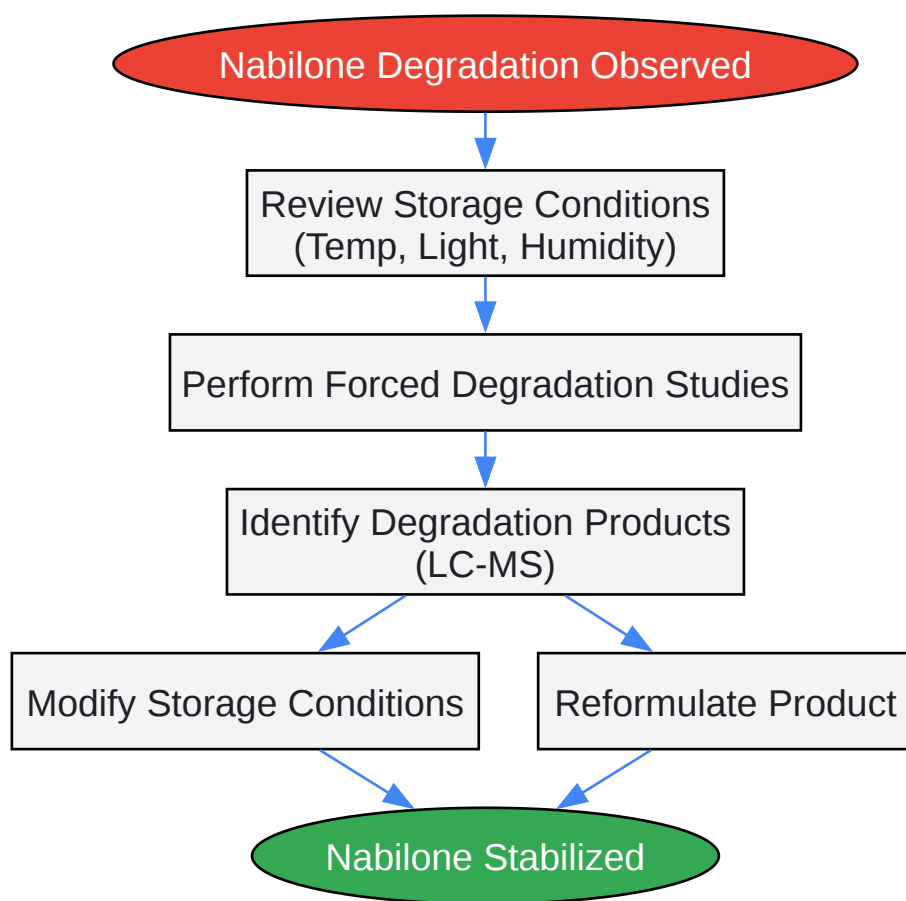 Nabilone Degradation Observed
Review Storage Conditions
(Temp, Light, Humidity)
Perform Forced Degradation Studies
Identify Degradation Products
(LC-MS)
Modify Storage Conditions
Reformulate Product
Nabilone Stabilized